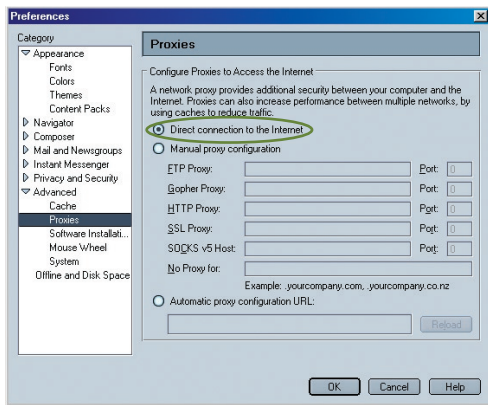 Preferences
Category
Appearance
Fonts
Colors
Themes
Content Packs
Navigator
Composer
Mail and Newsgroups
Instant Messenger
Privacy and Security
Advanced
Cache
Proxies
Software Installati...
Mouse Wheel
System
Offline and Disk Space
Proxies
Configure Proxies to Access the Internet
A network proxy provides additional security between your computer and the
Internet. Proxies can also increase performance between multiple networks, by
using caches to reduce traffic.
Direct connection to the Internet
Manual proxy configuration
FTP Proxy: Port: 0
Gopher Proxy: Port: 0
HTTP Proxy: Port: 0
SSL Proxy: Port: 0
SOCKS v5 Host: Port: 0
No Proxy for:
Example: .yourcompany.com, .yourcompany.co.nz
Automatic proxy configuration URL:
Reload
OK Cancel Help